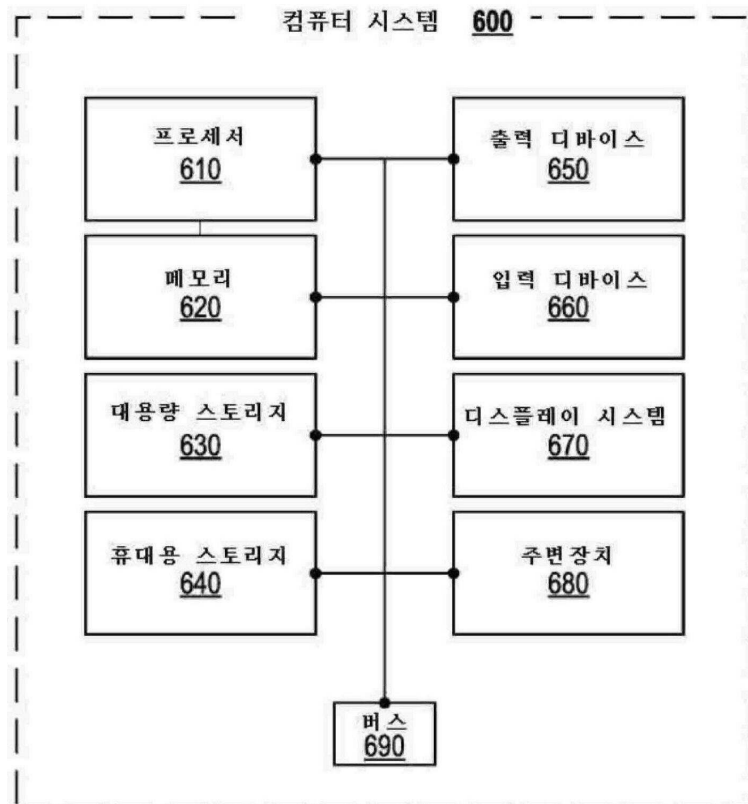 컴퓨터 시스템 600
프로세서
610
출력 디바이스
650
메모리
620
입력 디바이스
660
대용량 스토리지
630
디스플레이 시스템
670
휴대용 스토리지
640
주변장치
680
버스
690